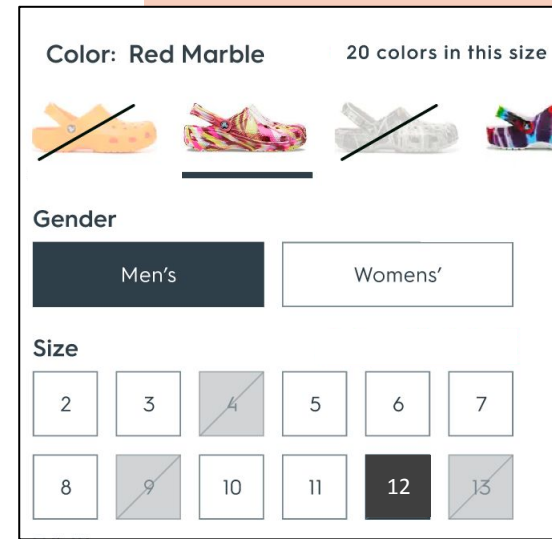 Color: Red Marble 20 colors in this size
Gender
Men's Womens'
Size
2 3 4 5 6 7
8 9 10 11 12 13